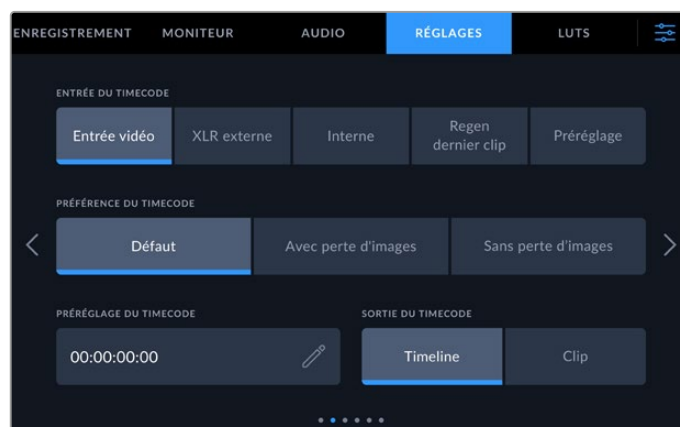 ENREGISTREMENT MONITEUR AUDIO RÉGLAGES LUTS
ENTRÉE DU TIMECODE
Entrée vidéo XLR externe Interne Regen dernier clip Préréglage
PRÉFÉRENCE DU TIMECODE
Défaut Avec perte d'images Sans perte d'images
PRÉRÉGLAGE DU TIMECODE SORTIE DU TIMECODE
00:00:00:00 Timeline Clip